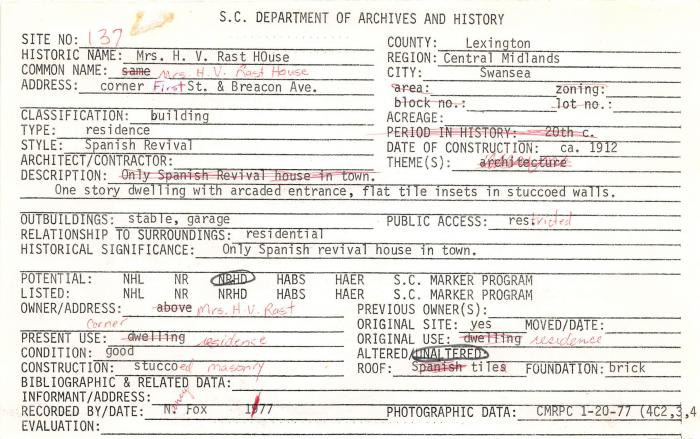 S.C. DEPARTMENT OF ARCHIVES AND HISTORY
SITE NO: 137
HISTORIC NAME: Mrs. H. V. Rast HOuse
COMMON NAME: same Mrs. H. V. Rast House
ADDRESS: corner First St. & Breacon Ave.
COUNTY: Lexington
REGION: Central Midlands
CITY: Swansea
area: zoning:
block no.: lot no.:
CLASSIFICATION: building
TYPE: residence
STYLE: Spanish Revival
ARCHITECT/CONTRACTOR:
ACREAGE:
PERIOD IN HISTORY: 20th c.
DATE OF CONSTRUCTION: ca. 1912
THEME(S): architecture
DESCRIPTION: Only Spanish Revival house in town.
One story dwelling with arcaded entrance, flat tile insets in stuccoed walls.
OUTBUILDINGS: stable, garage
PUBLIC ACCESS: restricted
RELATIONSHIP TO SURROUNDINGS: residential
HISTORICAL SIGNIFICANCE: Only Spanish revival house in town.
POTENTIAL: NHL NR NRHD HABS HAER S.C. MARKER PROGRAM
LISTED: NHL NR NRHD HABS HAER S.C. MARKER PROGRAM
OWNER/ADDRESS: above Mrs. H. V. Rast
corner
PREVIOUS OWNER(S):
ORIGINAL SITE: yes MOVED/DATE:
PRESENT USE: dwelling residence
ORIGINAL USE: dwelling residence
CONDITION: good
ALTERED/UNALTERED
CONSTRUCTION: stuccoed masonry
ROOF: Spanish tiles FOUNDATION: brick
BIBLIOGRAPHIC & RELATED DATA:
INFORMANT/ADDRESS:
RECORDED BY/DATE: N. Fox 1977
PHOTOGRAPHIC DATA: CMRPC 1-20-77 (4C2,3,4
EVALUATION: